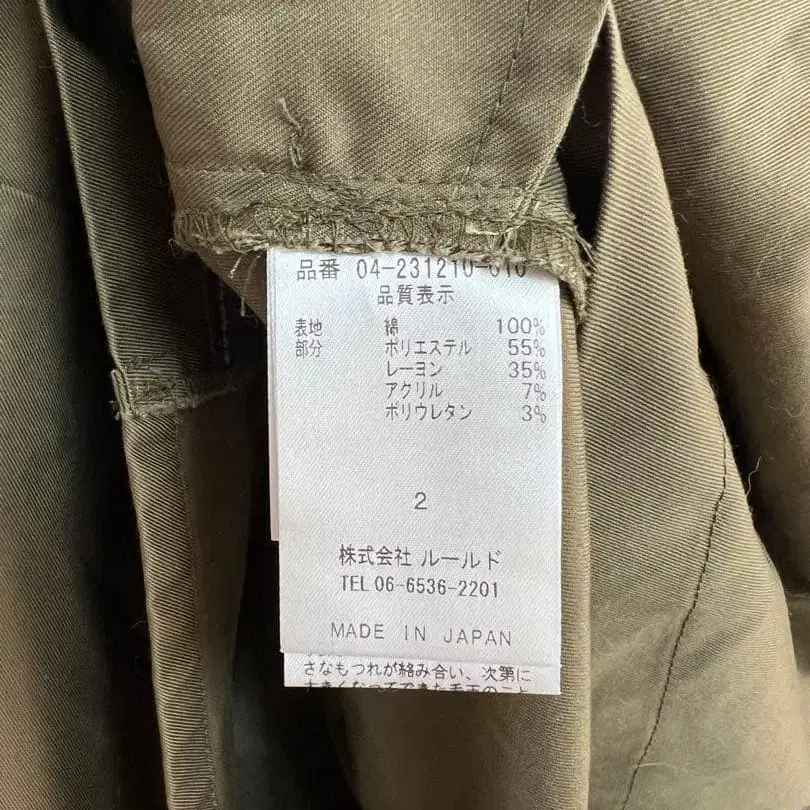 品番 04-231210-010
品質表示
表地 綿 100%
部分 ポリエステル 55%
レーヨン 35%
アクリル 7%
ポリウレタン 3%
2
株式会社 ルールド
TEL 06-6536-2201
MADE IN JAPAN
さなもつれが絡み合い、次第に